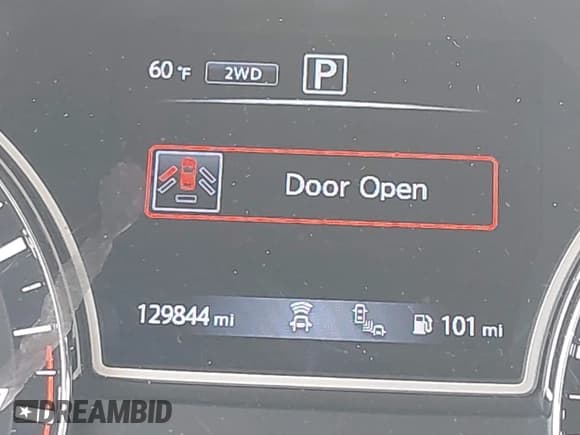 60 °F 2WD P
Door Open
129844 mi 101 mi
DREAMBID